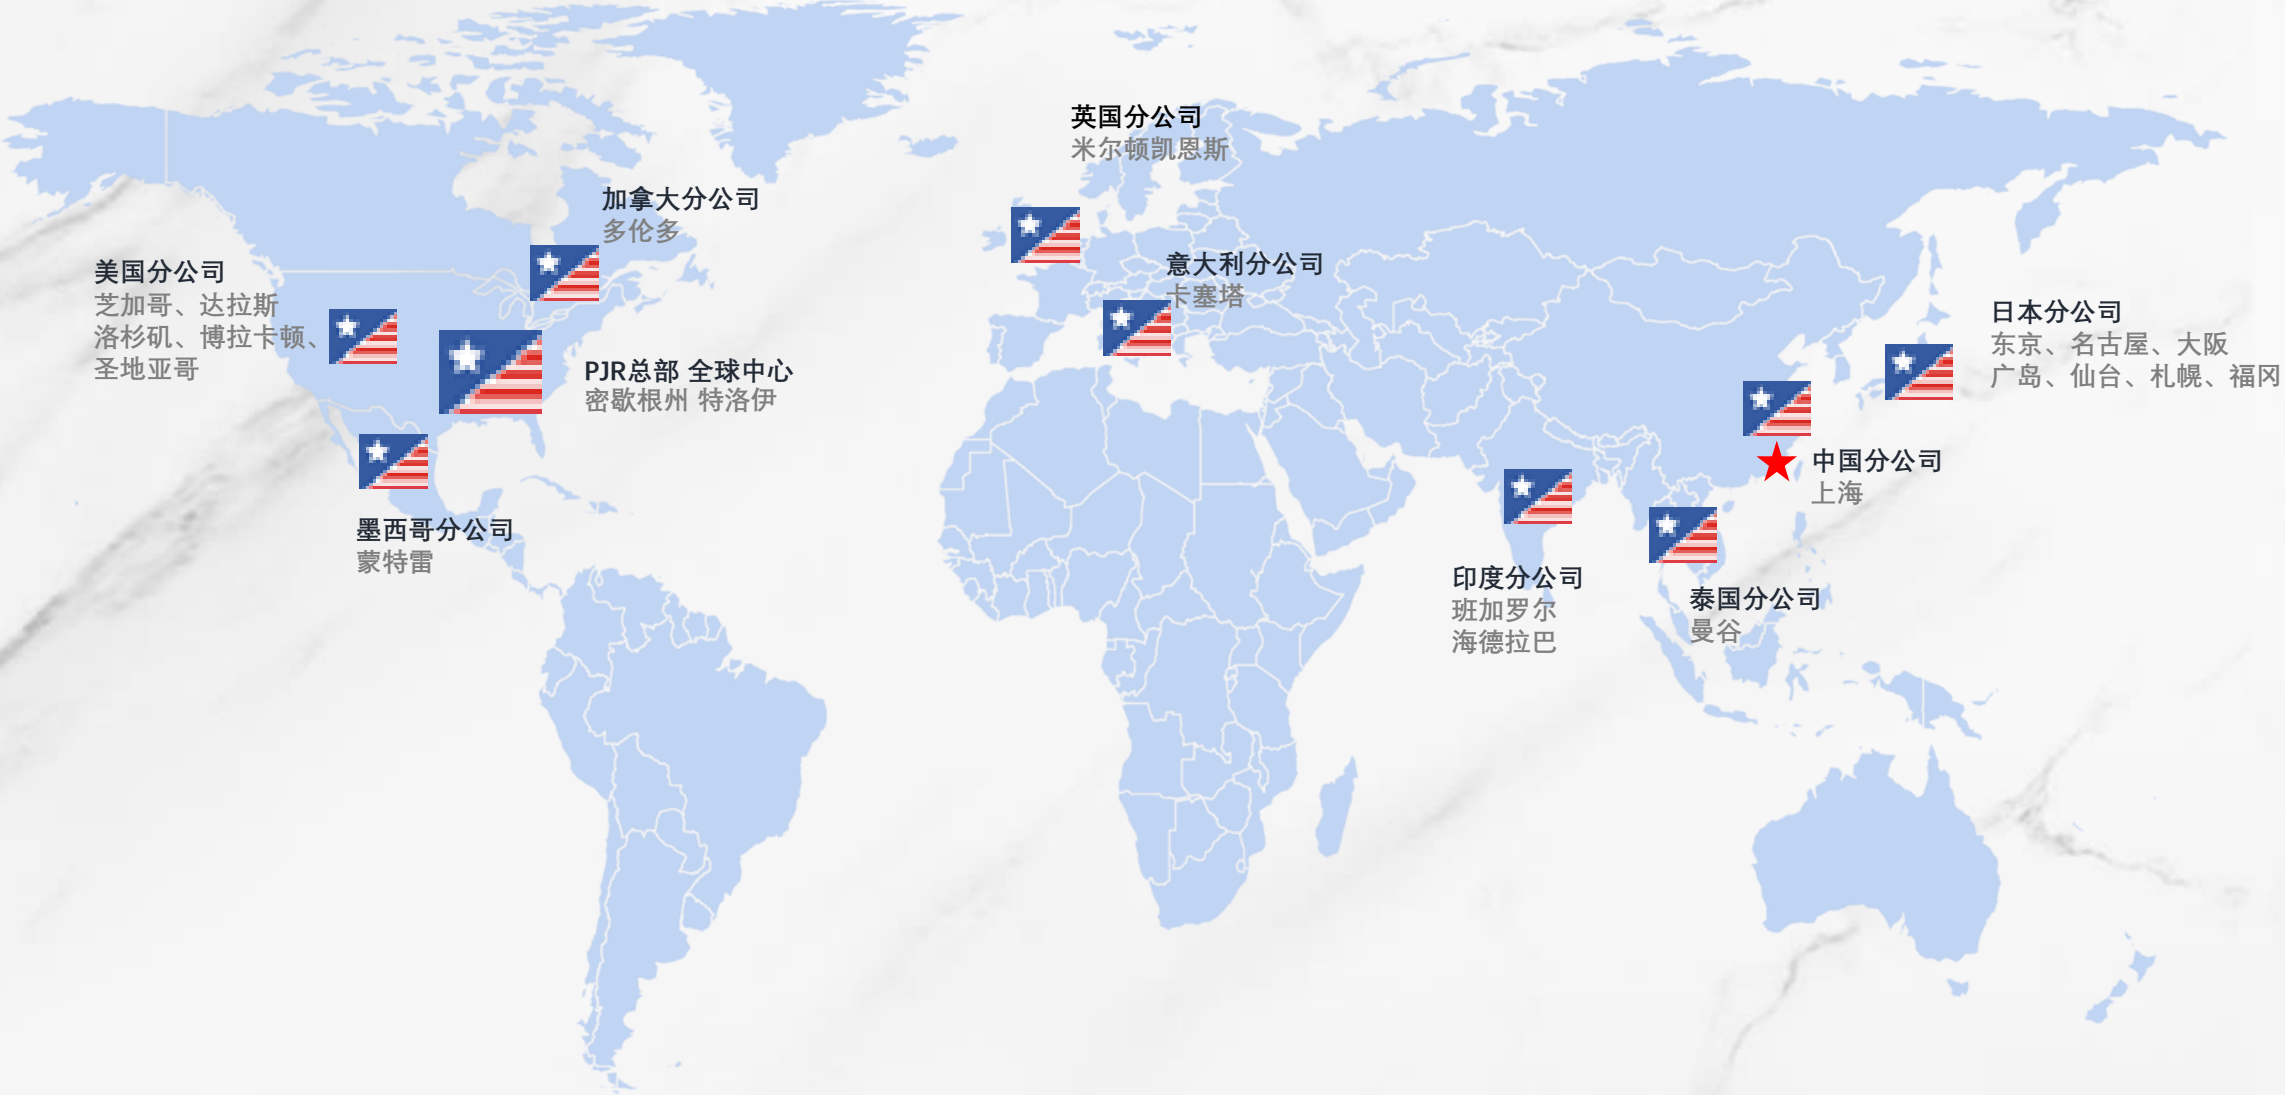 英国分公司
米尔顿凯恩斯
加拿大分公司
多伦多
美国分公司
芝加哥、达拉斯
洛杉矶、博拉卡顿、
圣地亚哥
意大利分公司
卡塞塔
日本分公司
东京、名古屋、大阪
广岛、仙台、札幌、福冈
PJR总部 全球中心
密歇根州 特洛伊
中国分公司
上海
墨西哥分公司
蒙特雷
印度分公司
班加罗尔
海德拉巴
泰国分公司
曼谷